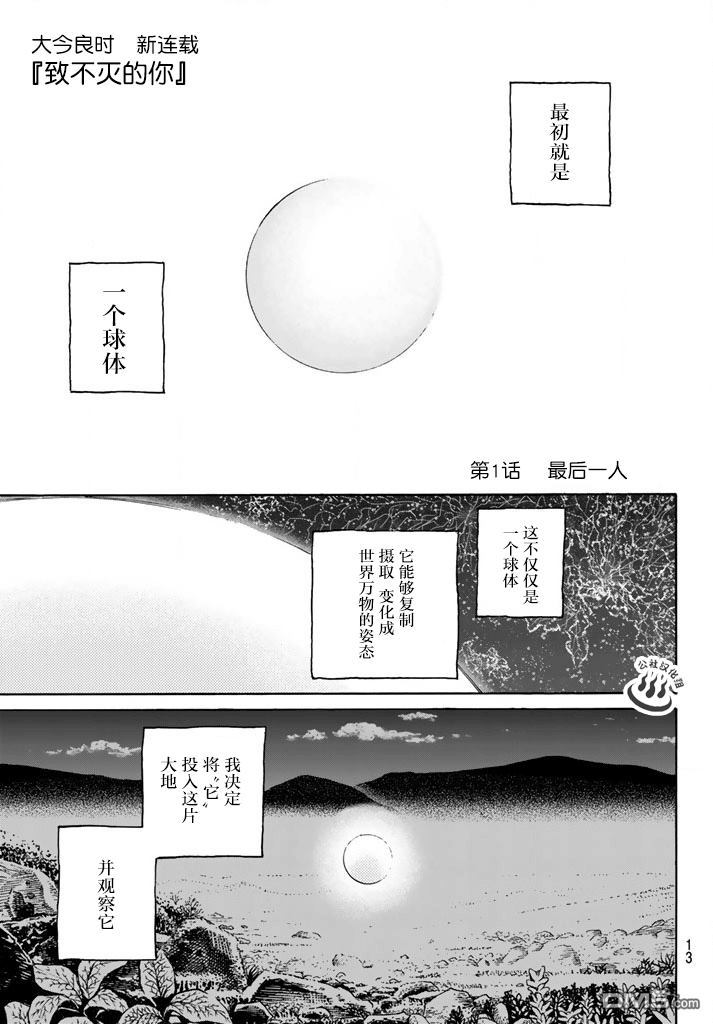 大今良时 新连载
『致不灭的你』
最初就是
一个球体
第1话 最后一人
这不仅仅是
一个球体
它能够复制
摄取 变化成
世界万物的姿态
公社汉化组
我决定
将〝它〞
投入这片
大地
并观察它
13